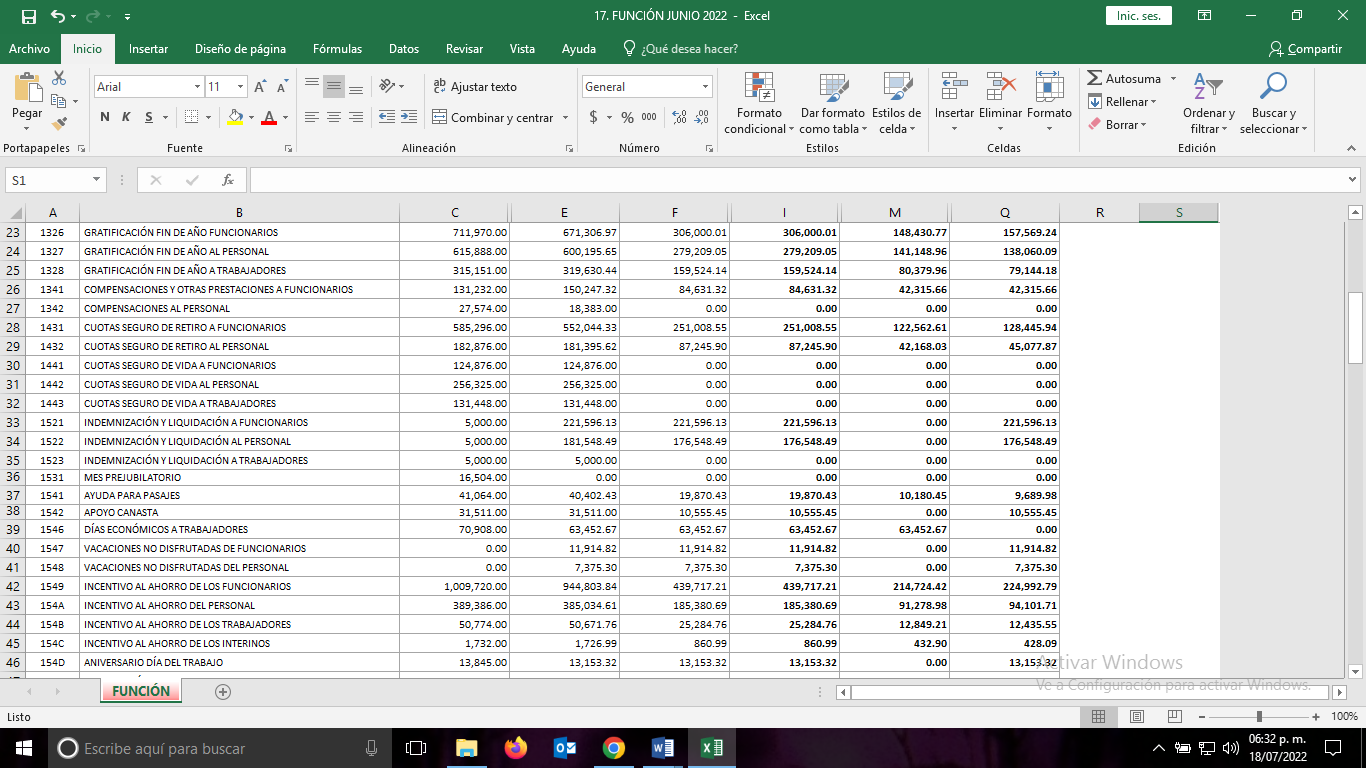 17. FUNCIÓN JUNIO 2022 - Excel
Inic. ses.
Archivo Inicio Insertar Diseño de página Fórmulas Datos Revisar Vista Ayuda ¿Qué desea hacer? Compartir
Pegar
Arial 11
N K S
Ajustar texto
Combinar y centrar
General
$ % 000
Formato condicional
Dar formato como tabla
Estilos de celda
Insertar Eliminar Formato
Autosuma
Rellenar
Borrar
Ordenar y filtrar
Buscar y seleccionar
Portapapeles Fuente Alineación Número Estilos Celdas Edición
S1 fx
A B C E F I M Q R S
23 1326 GRATIFICACIÓN FIN DE AÑO FUNCIONARIOS 711,970.00 671,306.97 306,000.01 306,000.01 148,430.77 157,569.24
24 1327 GRATIFICACIÓN FIN DE AÑO AL PERSONAL 615,888.00 600,195.65 279,209.05 279,209.05 141,148.96 138,060.09
25 1328 GRATIFICACIÓN FIN DE AÑO A TRABAJADORES 315,151.00 319,630.44 159,524.14 159,524.14 80,379.96 79,144.18
26 1341 COMPENSACIONES Y OTRAS PRESTACIONES A FUNCIONARIOS 131,232.00 150,247.32 84,631.32 84,631.32 42,315.66 42,315.66
27 1342 COMPENSACIONES AL PERSONAL 27,574.00 18,383.00 0.00 0.00 0.00 0.00
28 1431 CUOTAS SEGURO DE RETIRO A FUNCIONARIOS 585,296.00 552,044.33 251,008.55 251,008.55 122,562.61 128,445.94
29 1432 CUOTAS SEGURO DE RETIRO AL PERSONAL 182,876.00 181,395.62 87,245.90 87,245.90 42,168.03 45,077.87
30 1441 CUOTAS SEGURO DE VIDA A FUNCIONARIOS 124,876.00 124,876.00 0.00 0.00 0.00 0.00
31 1442 CUOTAS SEGURO DE VIDA AL PERSONAL 256,325.00 256,325.00 0.00 0.00 0.00 0.00
32 1443 CUOTAS SEGURO DE VIDA A TRABAJADORES 131,448.00 131,448.00 0.00 0.00 0.00 0.00
33 1521 INDEMNIZACIÓN Y LIQUIDACIÓN A FUNCIONARIOS 5,000.00 221,596.13 221,596.13 221,596.13 0.00 221,596.13
34 1522 INDEMNIZACIÓN Y LIQUIDACIÓN AL PERSONAL 5,000.00 181,548.49 176,548.49 176,548.49 0.00 176,548.49
35 1523 INDEMNIZACIÓN Y LIQUIDACIÓN A TRABAJADORES 5,000.00 5,000.00 0.00 0.00 0.00 0.00
36 1531 MES PREJUBILATORIO 16,504.00 0.00 0.00 0.00 0.00 0.00
37 1541 AYUDA PARA PASAJES 41,064.00 40,402.43 19,870.43 19,870.43 10,180.45 9,689.98
38 1542 APOYO CANASTA 31,511.00 31,511.00 10,555.45 10,555.45 0.00 10,555.45
39 1546 DÍAS ECONÓMICOS A TRABAJADORES 70,908.00 63,452.67 63,452.67 63,452.67 63,452.67 0.00
40 1547 VACACIONES NO DISFRUTADAS DE FUNCIONARIOS 0.00 11,914.82 11,914.82 11,914.82 0.00 11,914.82
41 1548 VACACIONES NO DISFRUTADAS DEL PERSONAL 0.00 7,375.30 7,375.30 7,375.30 0.00 7,375.30
42 1549 INCENTIVO AL AHORRO DE LOS FUNCIONARIOS 1,009,720.00 944,803.84 439,717.21 439,717.21 214,724.42 224,992.79
43 154A INCENTIVO AL AHORRO DEL PERSONAL 389,386.00 385,034.61 185,380.69 185,380.69 91,278.98 94,101.71
44 154B INCENTIVO AL AHORRO DE LOS TRABAJADORES 50,774.00 50,671.76 25,284.76 25,284.76 12,849.21 12,435.55
45 154C INCENTIVO AL AHORRO DE LOS INTERINOS 1,732.00 1,726.99 860.99 860.99 432.90 428.09
46 154D ANIVERSARIO DÍA DEL TRABAJO 13,845.00 13,153.32 13,153.32 13,153.32 0.00 13,153.32
Activar Windows
Ve a Configuración para activar Windows.
FUNCIÓN
Listo 100%
Escribe aquí para buscar
06:32 p. m.
18/07/2022